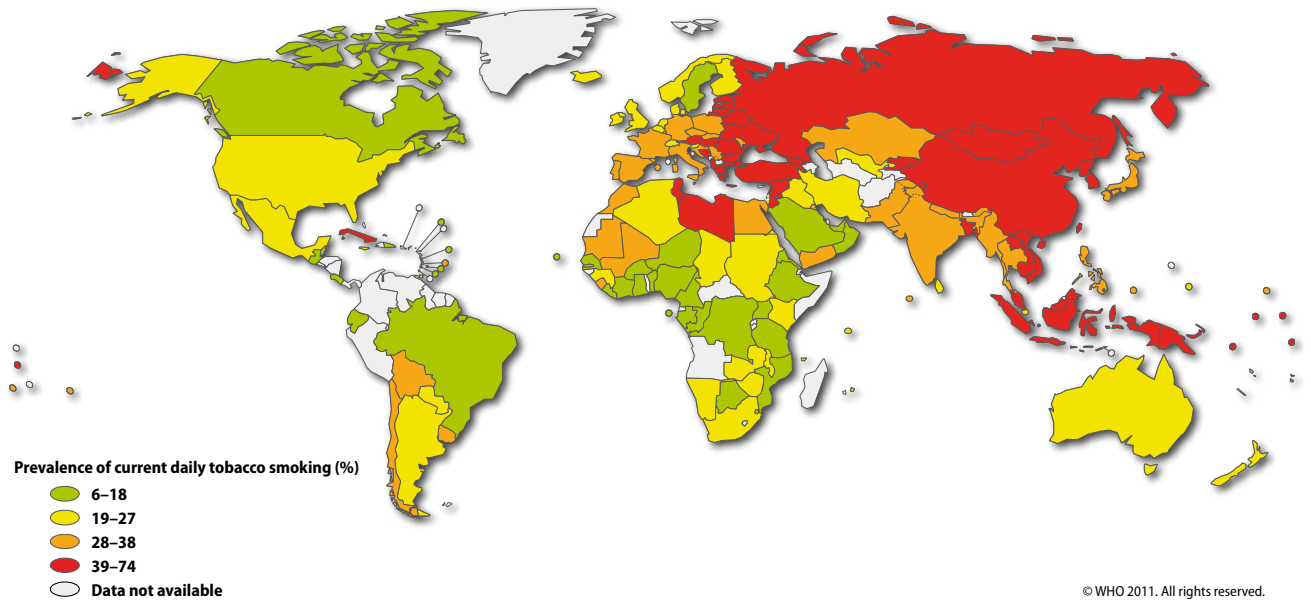 Prevalence of current daily tobacco smoking (%)
6–18
19–27
28–38
39–74
Data not available
© WHO 2011. All rights reserved.